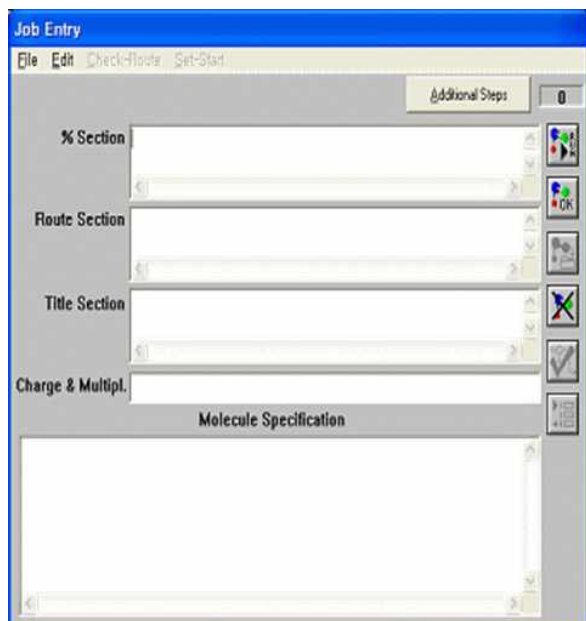 Job Entry
File Edit Check-Route Set-Start
Additional Steps 0
% Section
Route Section
OK
Title Section
Charge & Multipl.
Molecule Specification